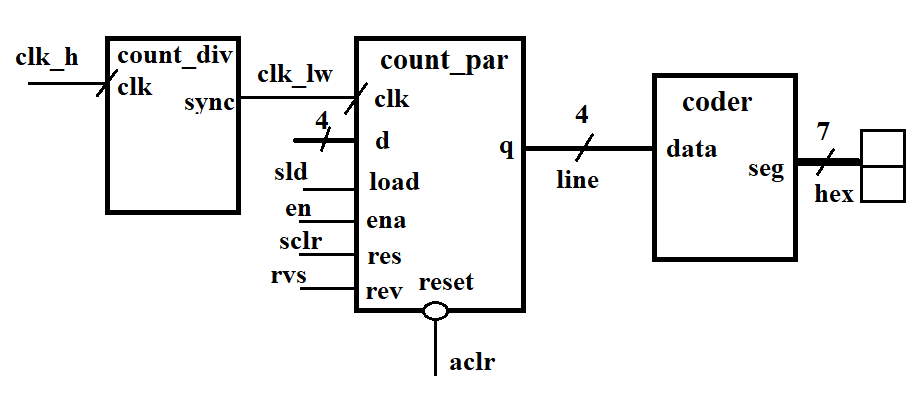 clk_h
count_div
clk
sync
clk_lw
count_par
clk
4
d
sld
load
en
ena
sclr
res
rvs
rev
reset
aclr
q
4
line
coder
data
seg
7
hex